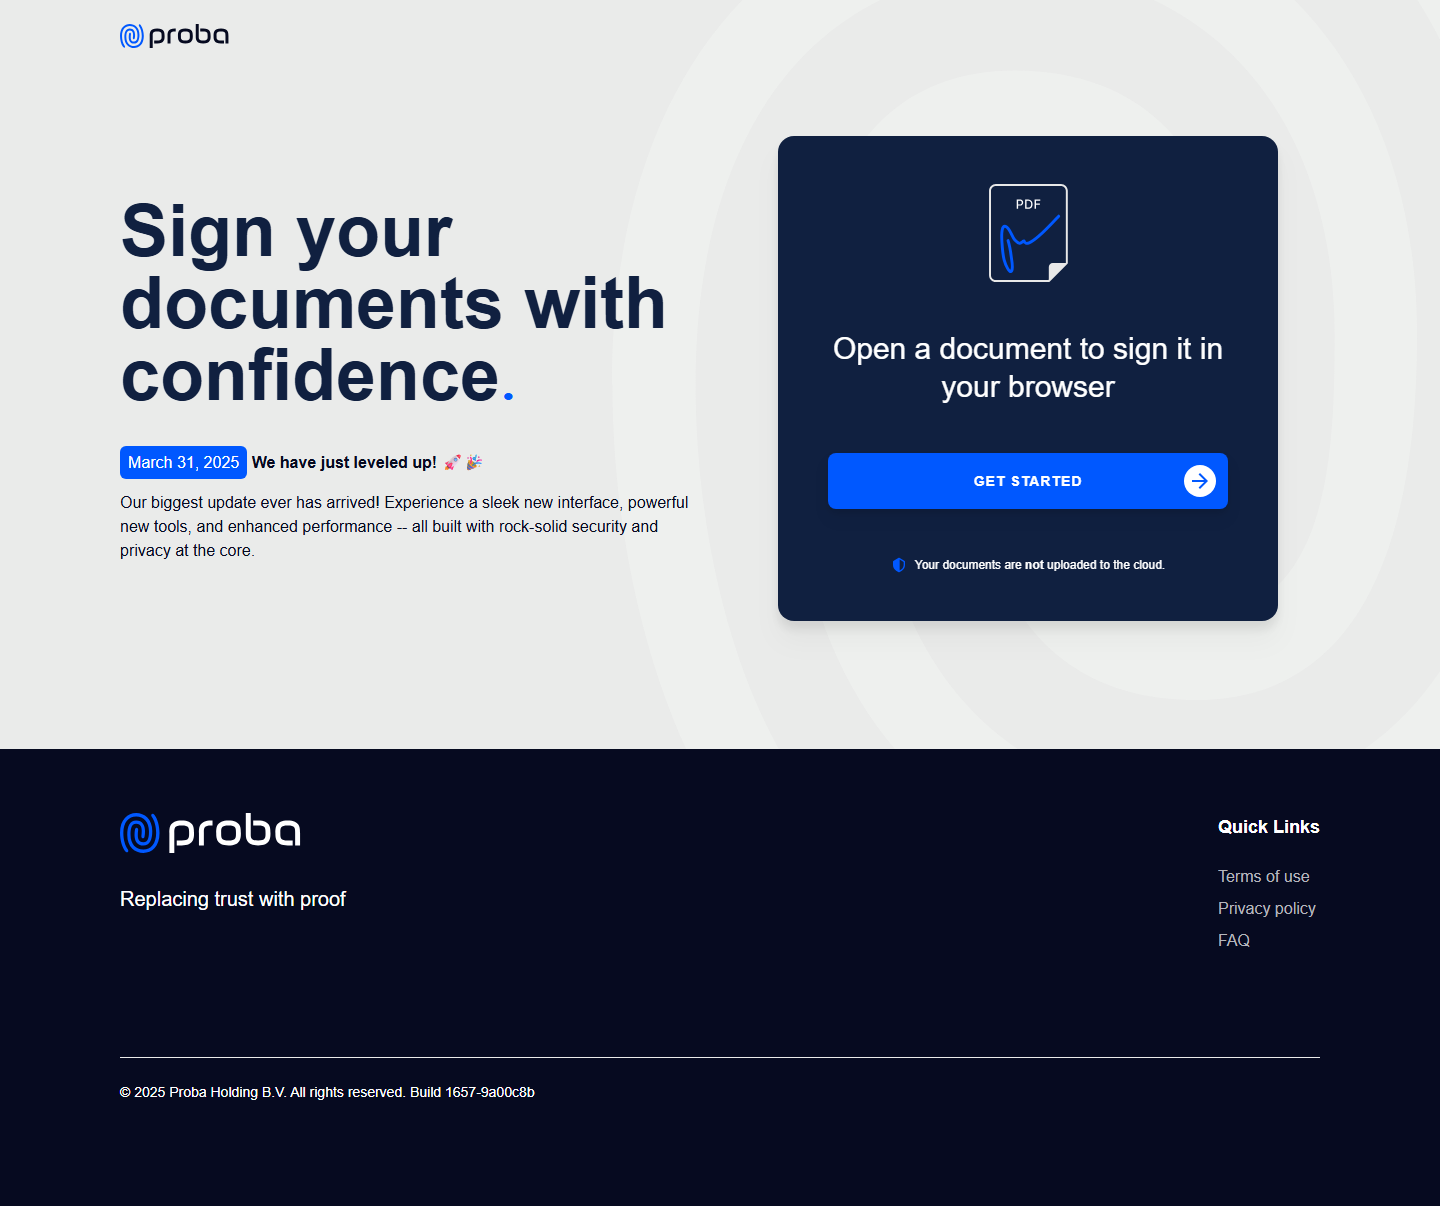 proba
Sign your
documents with
confidence.
March 31, 2025 We have just leveled up! 🚀 🎉
Our biggest update ever has arrived! Experience a sleek new interface, powerful
new tools, and enhanced performance -- all built with rock-solid security and
privacy at the core.
PDF
Open a document to sign it in
your browser
GET STARTED
Your documents are not uploaded to the cloud.
proba
Replacing trust with proof
Quick Links
Terms of use
Privacy policy
FAQ
© 2025 Proba Holding B.V. All rights reserved. Build 1657-9a00c8b